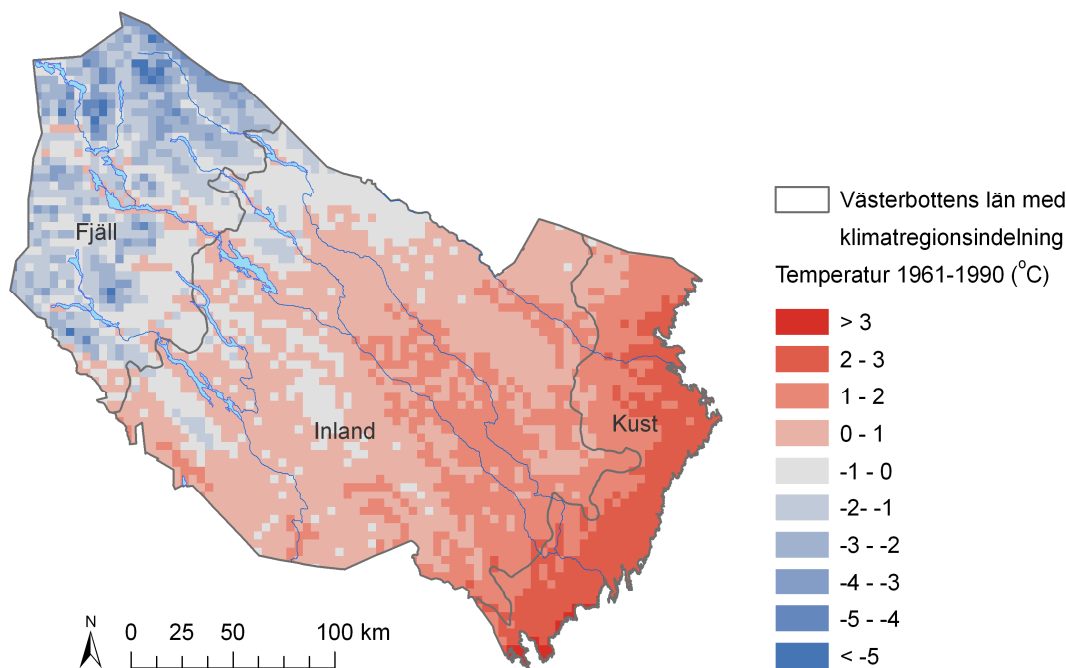 Fjäll
Inland
Kust
N
0 25 50 100 km
Västerbottens län med
klimatregionsindelning
Temperatur 1961-1990 (°C)
> 3
2 - 3
1 - 2
0 - 1
-1 - 0
-2- -1
-3 - -2
-4 - -3
-5 - -4
< -5